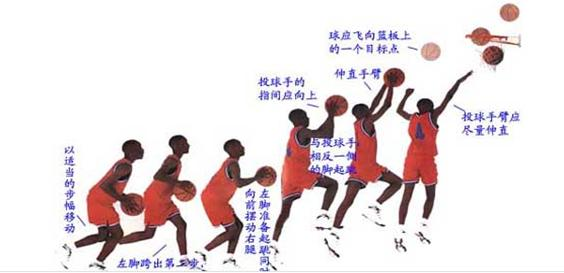 球应飞向篮板上
的一个目标点
伸直手臂
投球手的
指间应向上
投球手臂应
尽量伸直
与投球手
相反一侧
的脚起跳
以适当的步幅移动
左脚跨出第二步
左脚准备起跳同
向前摆动右腿